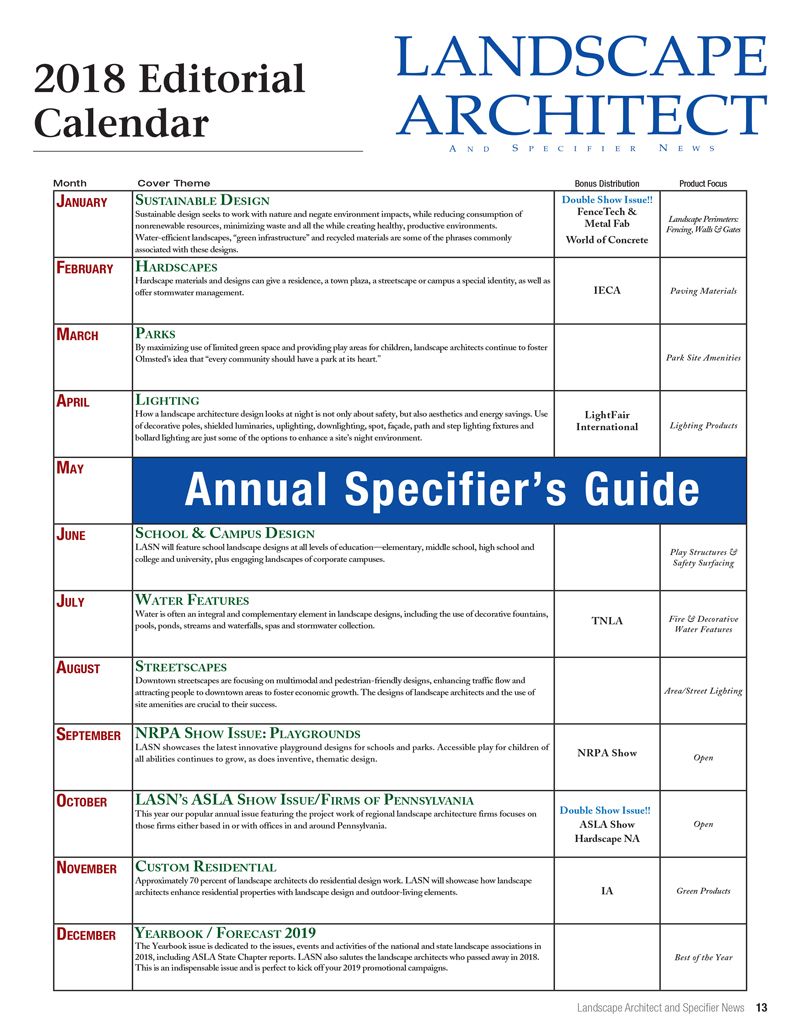 2018 Editorial
Calendar
LANDSCAPE
ARCHITECT
AND SPECIFIER NEWS
Month Cover Theme Bonus Distribution Product Focus
JANUARY
SUSTAINABLE DESIGN
Sustainable design seeks to work with nature and negate environment impacts, while reducing consumption of
nonrenewable resources, minimizing waste and all the while creating healthy, productive environments.
Water-efficient landscapes, “green infrastructure” and recycled materials are some of the phrases commonly
associated with these designs.
Double Show Issue!!
FenceTech &
Metal Fab
World of Concrete
Landscape Perimeters:
Fencing, Walls & Gates
FEBRUARY
HARDSCAPES
Hardscape materials and designs can give a residence, a town plaza, a streetscape or campus a special identity, as well as
offer stormwater management.
IECA
Paving Materials
MARCH
PARKS
By maximizing use of limited green space and providing play areas for children, landscape architects continue to foster
Olmsted’s idea that “every community should have a park at its heart.”
Park Site Amenities
APRIL
LIGHTING
How a landscape architecture design looks at night is not only about safety, but also aesthetics and energy savings. Use
of decorative poles, shielded luminaries, uplighting, downlighting, spot, façade, path and step lighting fixtures and
bollard lighting are just some of the options to enhance a site’s night environment.
LightFair
International
Lighting Products
MAY
Annual Specifier’s Guide
JUNE
SCHOOL & CAMPUS DESIGN
LASN will feature school landscape designs at all levels of education—elementary, middle school, high school and
college and university, plus engaging landscapes of corporate campuses.
Play Structures &
Safety Surfacing
JULY
WATER FEATURES
Water is often an integral and complementary element in landscape designs, including the use of decorative fountains,
pools, ponds, streams and waterfalls, spas and stormwater collection.
TNLA
Fire & Decorative
Water Features
AUGUST
STREETSCAPES
Downtown streetscapes are focusing on multimodal and pedestrian-friendly designs, enhancing traffic flow and
attracting people to downtown areas to foster economic growth. The designs of landscape architects and the use of
site amenities are crucial to their success.
Area/Street Lighting
SEPTEMBER
NRPA SHOW ISSUE: PLAYGROUNDS
LASN showcases the latest innovative playground designs for schools and parks. Accessible play for children of
all abilities continues to grow, as does inventive, thematic design.
NRPA Show
Open
OCTOBER
LASN’S ASLA SHOW ISSUE/FIRMS OF PENNSYLVANIA
This year our popular annual issue featuring the project work of regional landscape architecture firms focuses on
those firms either based in or with offices in and around Pennsylvania.
Double Show Issue!!
ASLA Show
Hardscape NA
Open
NOVEMBER
CUSTOM RESIDENTIAL
Approximately 70 percent of landscape architects do residential design work. LASN will showcase how landscape
architects enhance residential properties with landscape design and outdoor-living elements.
IA
Green Products
DECEMBER
YEARBOOK / FORECAST 2019
The Yearbook issue is dedicated to the issues, events and activities of the national and state landscape associations in
2018, including ASLA State Chapter reports. LASN also salutes the landscape architects who passed away in 2018.
This is an indispensable issue and is perfect to kick off your 2019 promotional campaigns.
Best of the Year
Landscape Architect and Specifier News 13